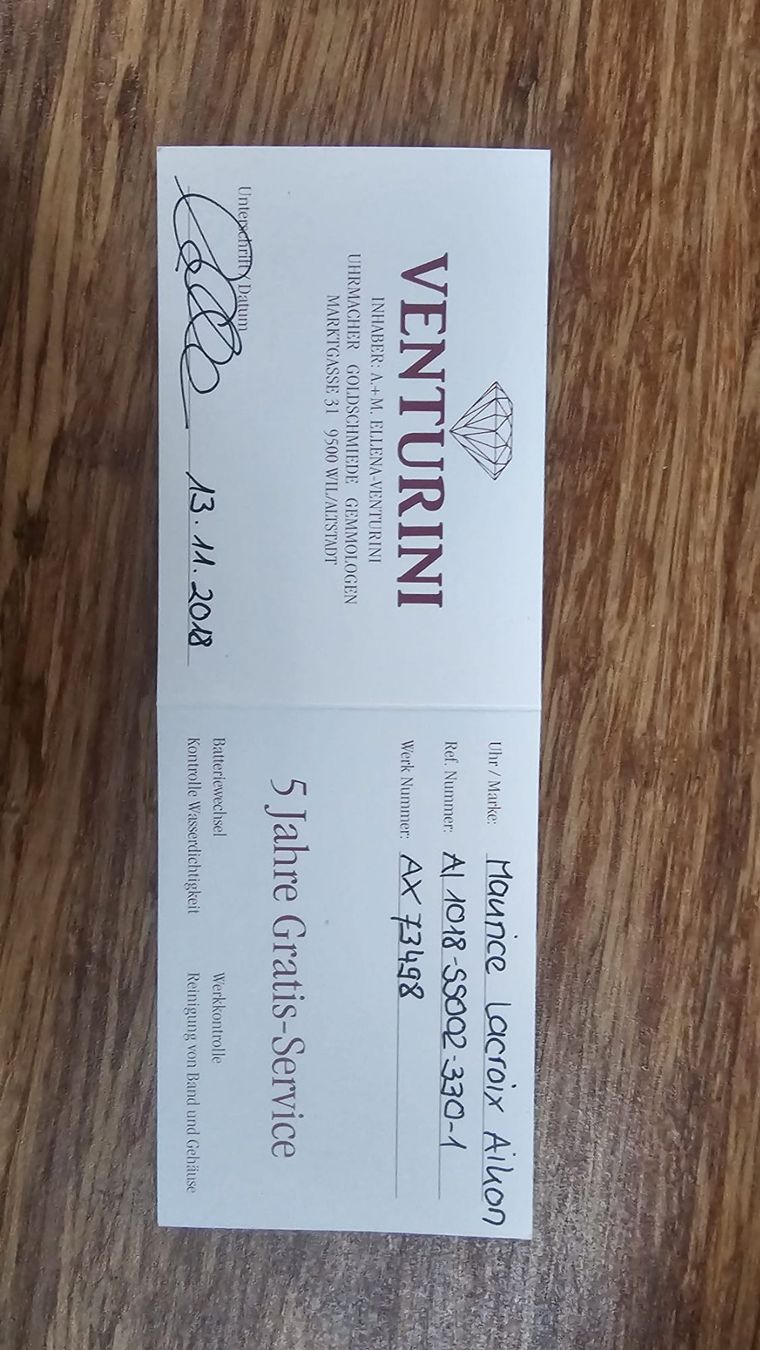 VENTURINI
INHABER: A.+M. ELLENA-VENTURINI
UHRMACHER GOLDSCHMIEDE GEMMOLOGEN
MARKTGASSE 31 9500 WIL/ALTSTADT
Unterschrift / Datum
13.11.2018
Uhr / Marke: Maurice Lacroix Aikon
Ref. Nummer: AI 1018-SS002-330-1
Werk Nummer: AX 73498
5 Jahre Gratis-Service
Batteriewechsel Werkkontrolle
Kontrolle Wasserdichtigkeit Reinigung von Band und Gehäuse